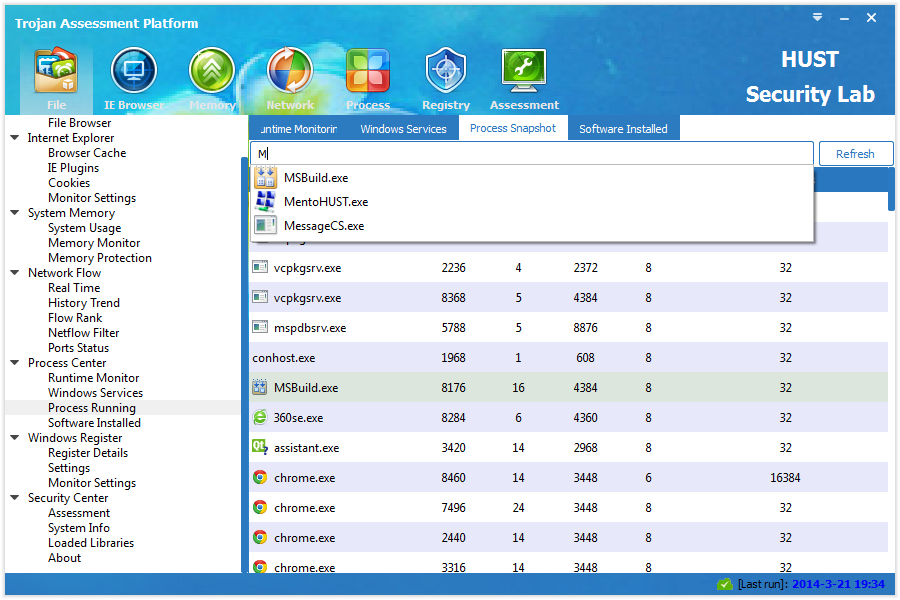 Trojan Assessment Platform
HUST
Security Lab
File
IE Browser
Memory
Network
Process
Registry
Assessment
File Browser
Internet Explorer
Browser Cache
IE Plugins
Cookies
Monitor Settings
System Memory
System Usage
Memory Monitor
Memory Protection
Network Flow
Real Time
History Trend
Flow Rank
Netflow Filter
Ports Status
Process Center
Runtime Monitor
Windows Services
Process Running
Software Installed
Windows Register
Register Details
Settings
Monitor Settings
Security Center
Assessment
System Info
Loaded Libraries
About
untime Monitorin Windows Services Process Snapshot Software Installed
M Refresh
MSBuild.exe
MentoHUST.exe
MessageCS.exe
vcpkgsrv.exe 2236 4 2372 8 32
vcpkgsrv.exe 8368 5 4384 8 32
mspdbsrv.exe 5788 5 8876 8 32
conhost.exe 1968 1 608 8 32
MSBuild.exe 8176 16 4384 8 32
360se.exe 8284 6 4360 8 32
assistant.exe 3420 14 2968 8 32
chrome.exe 8460 14 3448 6 16384
chrome.exe 7496 24 3448 8 32
chrome.exe 2440 14 3448 8 32
chrome.exe 3316 14 3448 8 32
[Last run]: 2014-3-21 19:34